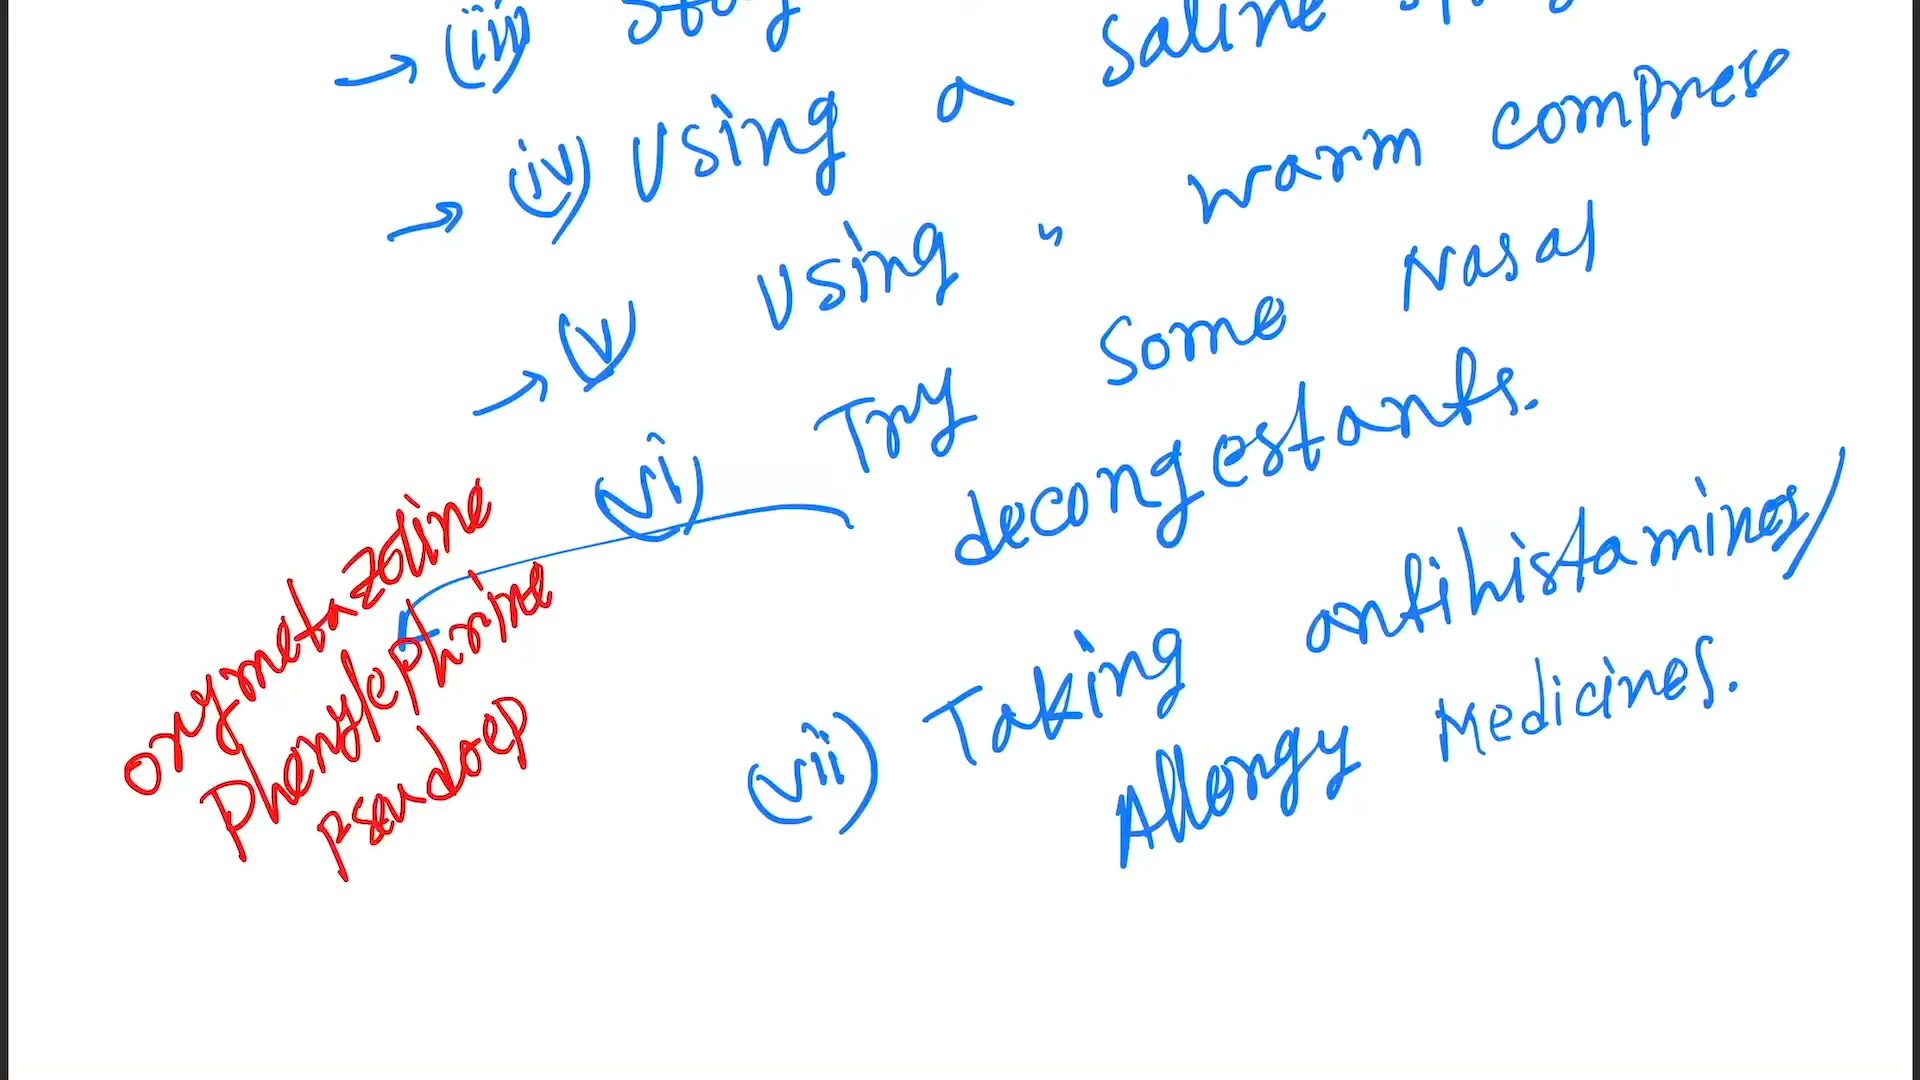 → (iii)
→ (iv) Using a saline
→ (v) Using " warm compress
(vi) Try some Nasal
decongestants.
(vii) Taking antihistamines/
Allergy Medicines.
oxymetazoline
Phenylephrine
pseudoep